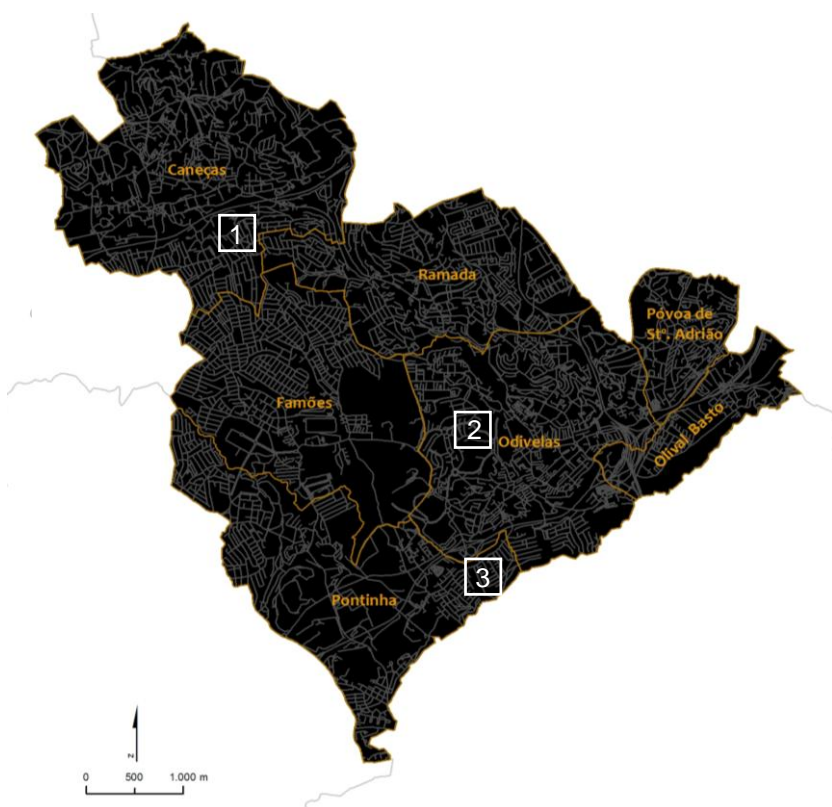 Caneças
1
Ramada
Póvoa de
Stº. Adrião
Famões
2
Odivelas
Olival Basto
3
Pontinha
N
0 500 1.000 m